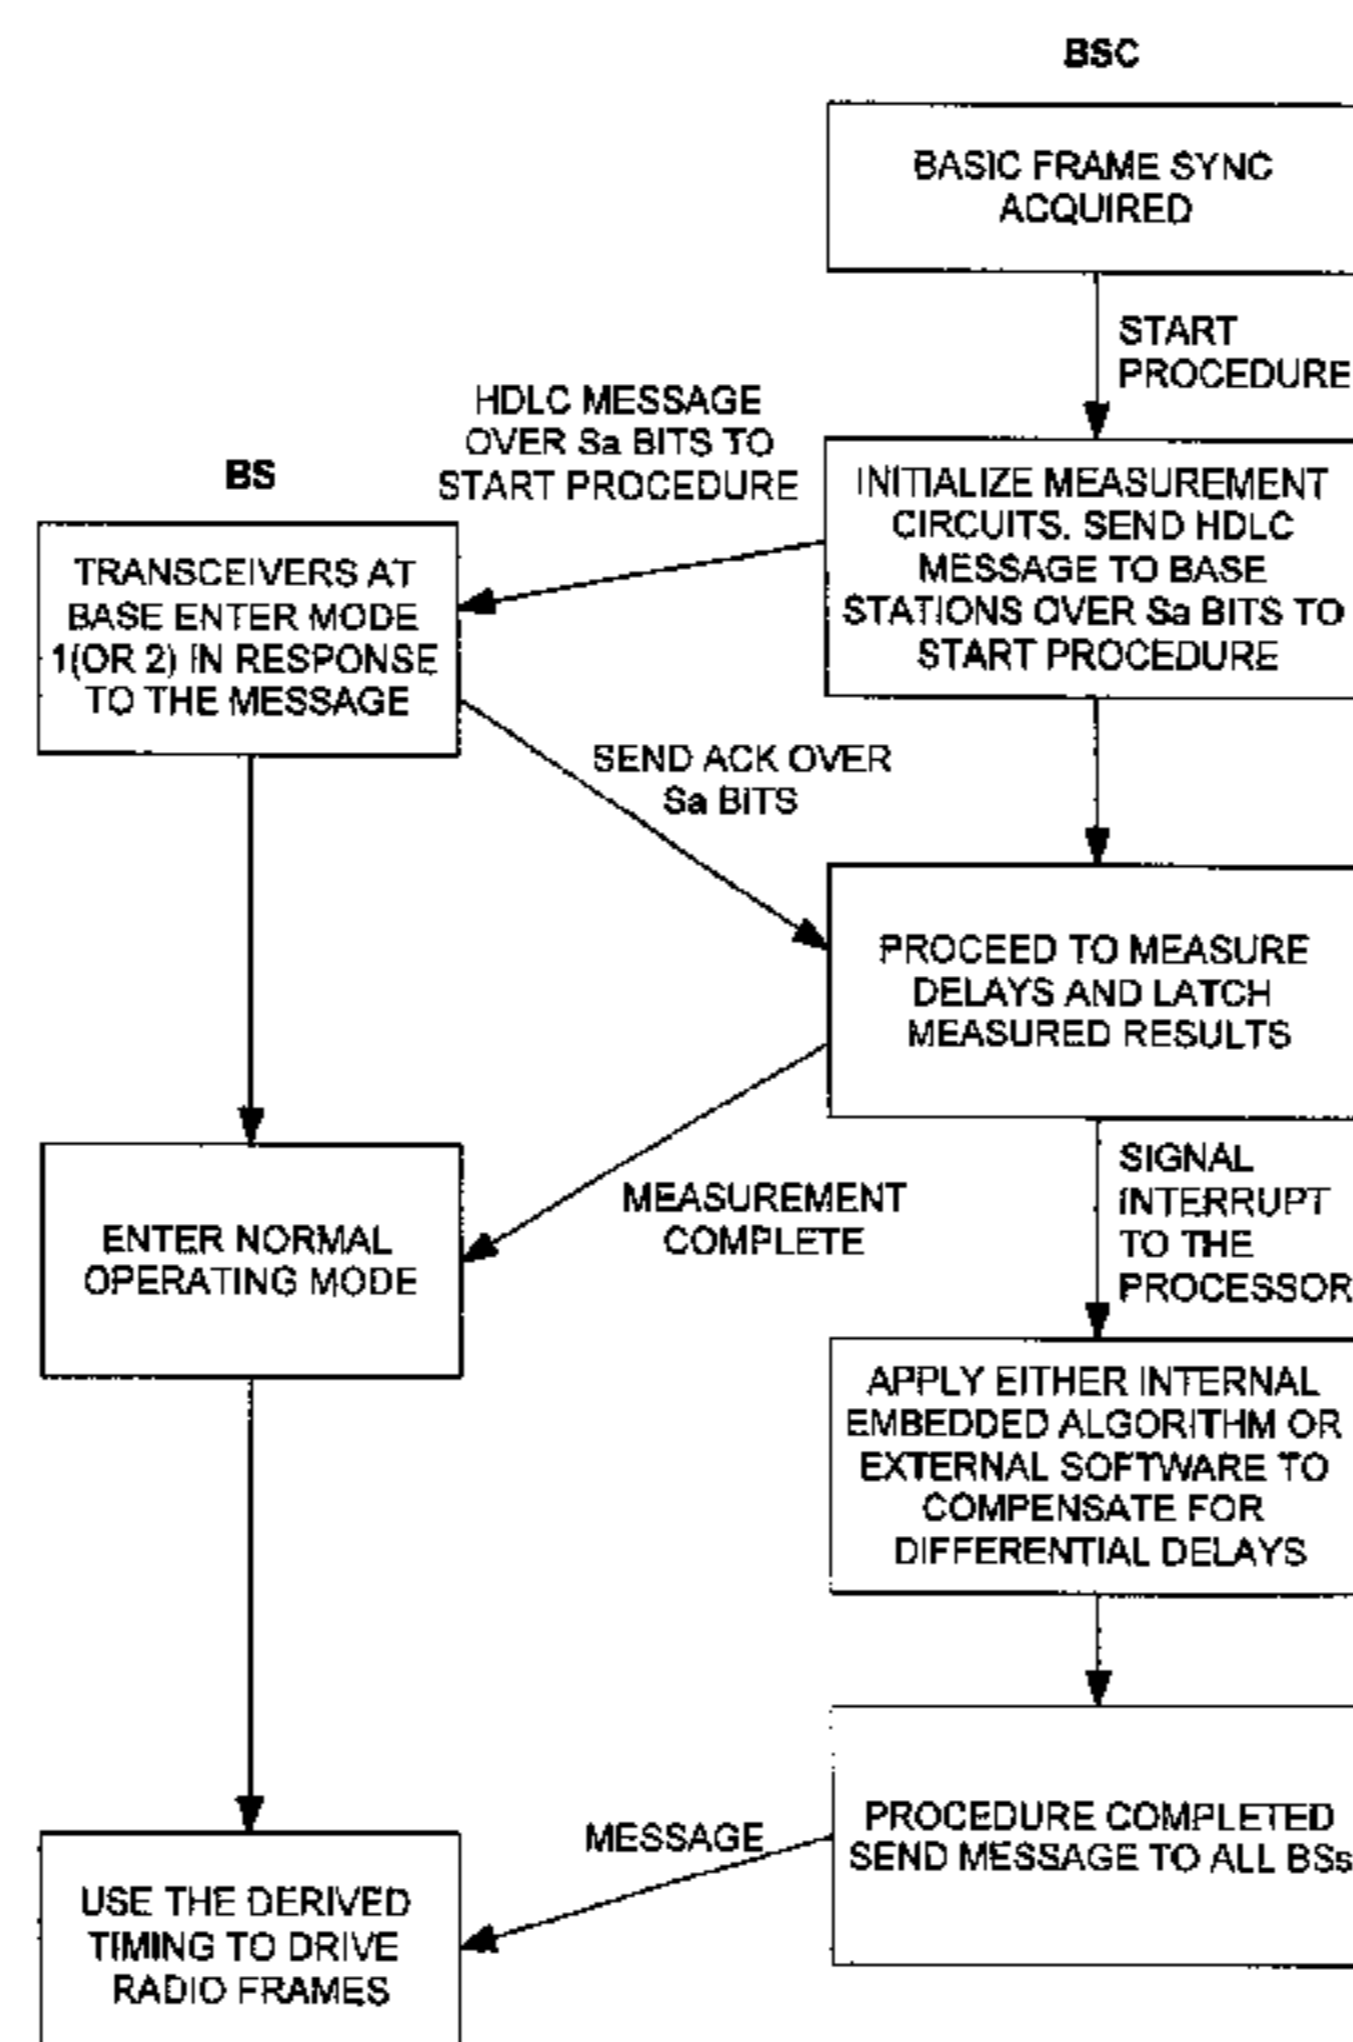 BSC
BASIC FRAME SYNC
ACQUIRED
START
PROCEDURE
HDLC MESSAGE
OVER Sa BITS TO
START PROCEDURE
BS
INITIALIZE MEASUREMENT
CIRCUITS. SEND HDLC
MESSAGE TO BASE
STATIONS OVER Sa BITS TO
START PROCEDURE
TRANSCEIVERS AT
BASE ENTER MODE
1(OR 2) IN RESPONSE
TO THE MESSAGE
SEND ACK OVER
Sa BITS
PROCEED TO MEASURE
DELAYS AND LATCH
MEASURED RESULTS
MEASUREMENT
COMPLETE
SIGNAL
INTERRUPT
TO THE
PROCESSOR
ENTER NORMAL
OPERATING MODE
APPLY EITHER INTERNAL
EMBEDDED ALGORITHM OR
EXTERNAL SOFTWARE TO
COMPENSATE FOR
DIFFERENTIAL DELAYS
PROCEDURE COMPLETED
SEND MESSAGE TO ALL BSs
MESSAGE
USE THE DERIVED
TIMING TO DRIVE
RADIO FRAMES